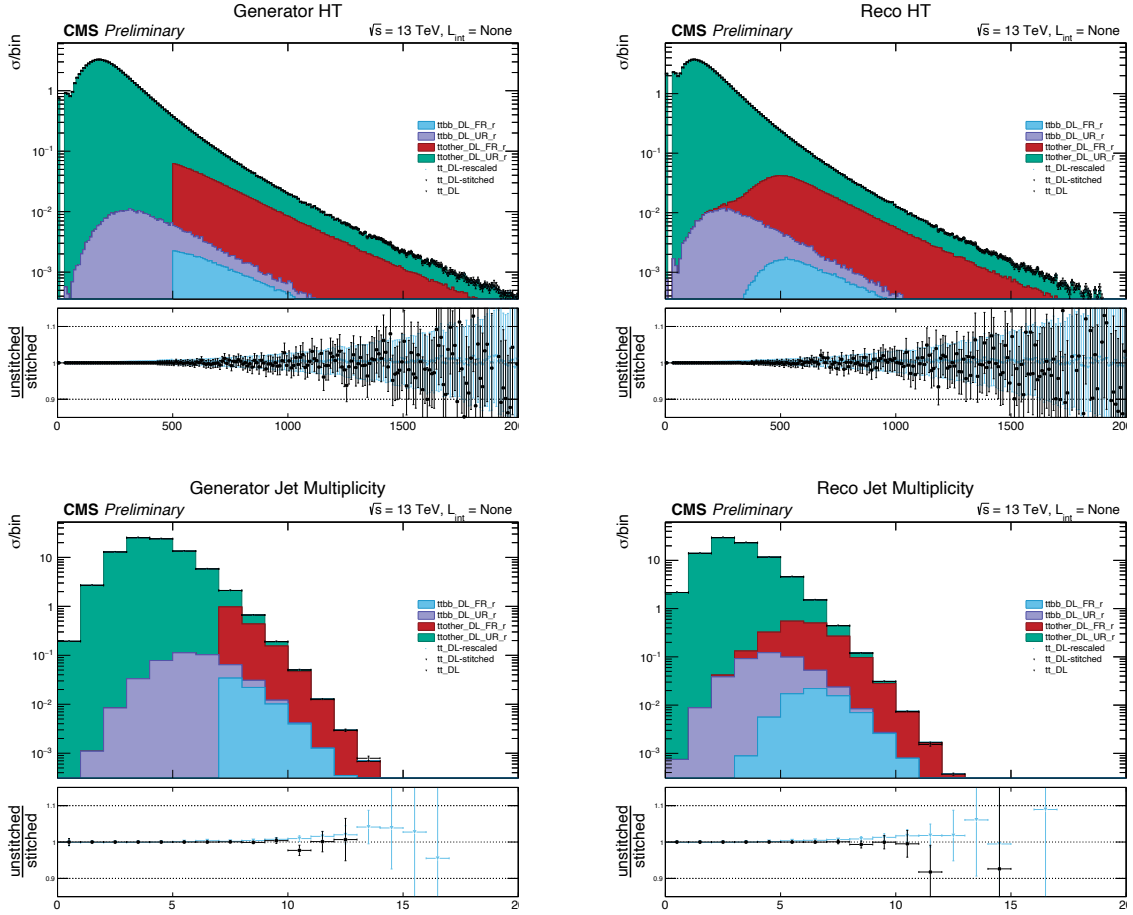 Generator HT
CMS Preliminary
√s = 13 TeV, L_int = None
σ/bin
1
10⁻¹
10⁻²
10⁻³
ttbb_DL_FR_r
ttbb_DL_UR_r
ttother_DL_FR_r
ttother_DL_UR_r
tt_DL-rescaled
tt_DL-stitched
tt_DL
unstitched
stitched
1.1
1
0.9
0 500 1000 1500 20
Reco HT
CMS Preliminary
√s = 13 TeV, L_int = None
σ/bin
1
10⁻¹
10⁻²
10⁻³
ttbb_DL_FR_r
ttbb_DL_UR_r
ttother_DL_FR_r
ttother_DL_UR_r
tt_DL-rescaled
tt_DL-stitched
tt_DL
unstitched
stitched
1.1
1
0.9
0 500 1000 1500 20
Generator Jet Multiplicity
CMS Preliminary
√s = 13 TeV, L_int = None
σ/bin
10
1
10⁻¹
10⁻²
10⁻³
ttbb_DL_FR_r
ttbb_DL_UR_r
ttother_DL_FR_r
ttother_DL_UR_r
tt_DL-rescaled
tt_DL-stitched
tt_DL
unstitched
stitched
1.1
1
0.9
0 5 10 15 20
Reco Jet Multiplicity
CMS Preliminary
√s = 13 TeV, L_int = None
σ/bin
10
1
10⁻¹
10⁻²
10⁻³
ttbb_DL_FR_r
ttbb_DL_UR_r
ttother_DL_FR_r
ttother_DL_UR_r
tt_DL-rescaled
tt_DL-stitched
tt_DL
unstitched
stitched
1.1
1
0.9
0 5 10 15 20